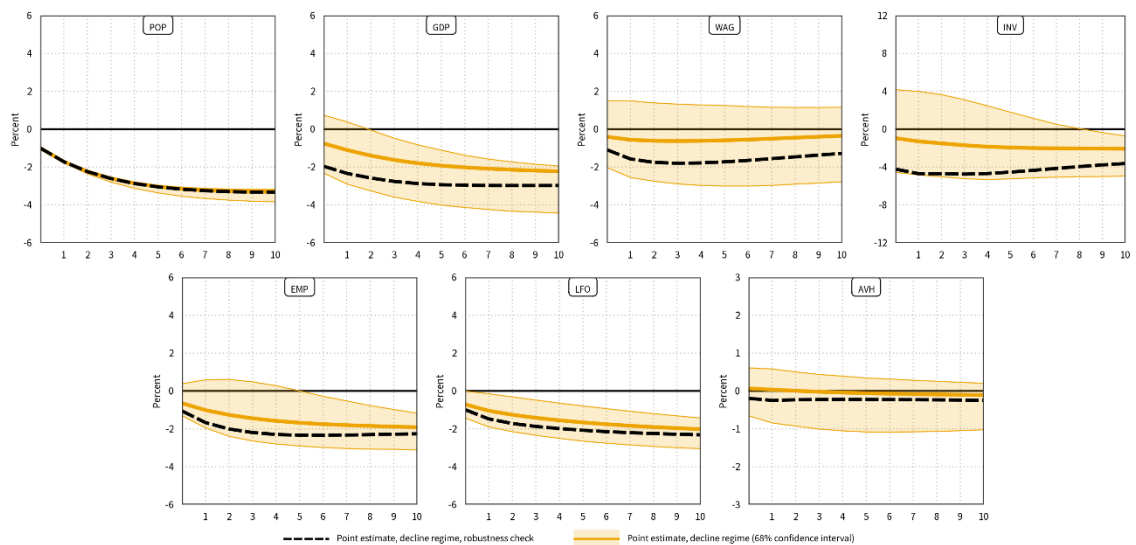 POP
GDP
WAG
INV
Percent
6
4
2
0
-2
-4
-6
1 2 3 4 5 6 7 8 9 10
Percent
6
4
2
0
-2
-4
-6
1 2 3 4 5 6 7 8 9 10
Percent
6
4
2
0
-2
-4
-6
1 2 3 4 5 6 7 8 9 10
Percent
12
8
4
0
-4
-8
-12
1 2 3 4 5 6 7 8 9 10
EMP
LFO
AVH
Percent
6
4
2
0
-2
-4
-6
1 2 3 4 5 6 7 8 9 10
Percent
6
4
2
0
-2
-4
-6
1 2 3 4 5 6 7 8 9 10
Percent
3
2
1
0
-1
-2
-3
1 2 3 4 5 6 7 8 9 10
Point estimate, decline regime, robustness check
Point estimate, decline regime (68% confidence interval)